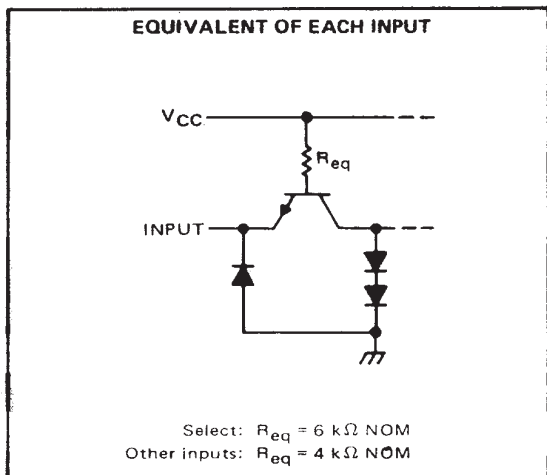 EQUIVALENT OF EACH INPUT
VCC
Req
INPUT
Select: Req = 6 kΩ NOM
Other inputs: Req = 4 kΩ NOM